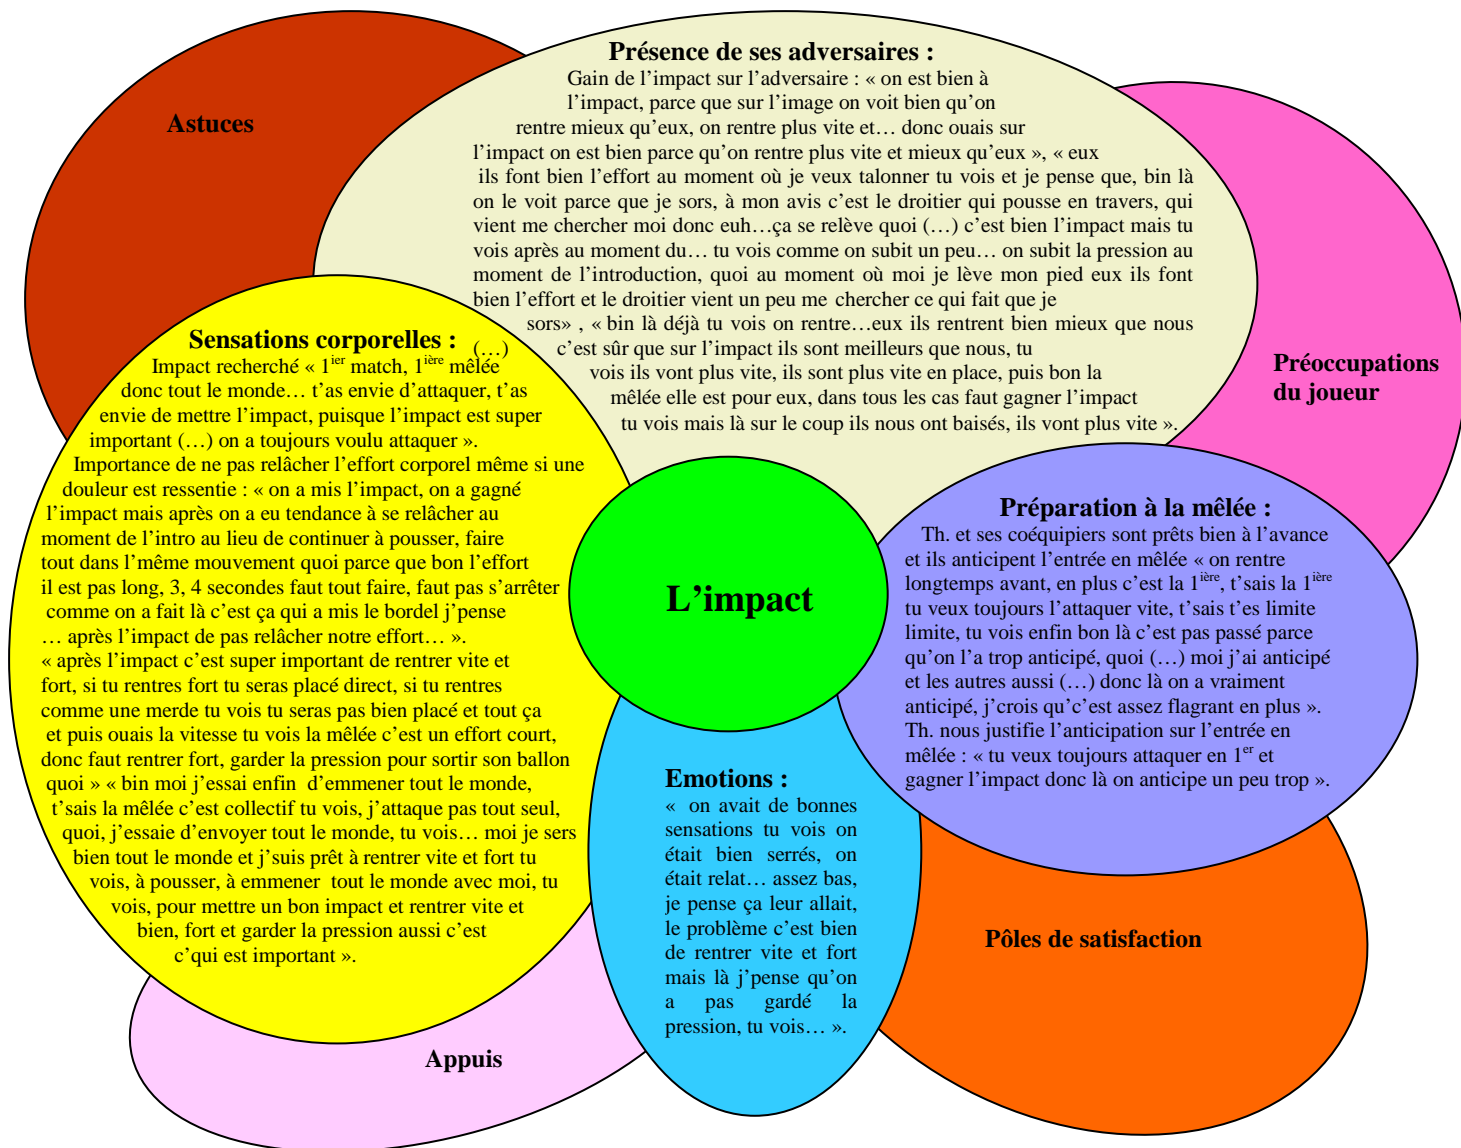 Astuces
Présence de ses adversaires :
Gain de l’impact sur l’adversaire : « on est bien à
l’impact, parce que sur l’image on voit bien qu’on
rentre mieux qu’eux, on rentre plus vite et… donc ouais sur
l’impact on est bien parce qu’on rentre plus vite et mieux qu’eux », « eux
ils font bien l’effort au moment où je veux talonner tu vois et je pense que, bin là
on le voit parce que je sors, à mon avis c’est le droitier qui pousse en travers, qui
vient me chercher moi donc euh…ça se relève quoi (…) c’est bien l’impact mais tu
vois après au moment du… tu vois comme on subit un peu… on subit la pression au
moment de l’introduction, quoi au moment où moi je lève mon pied eux ils font
bien l’effort et le droitier vient un peu me chercher ce qui fait que je
sors» , « bin là déjà tu vois on rentre…eux ils rentrent bien mieux que nous
(…) c’est sûr que sur l’impact ils sont meilleurs que nous, tu
vois ils vont plus vite, ils sont plus vite en place, puis bon la
mêlée elle est pour eux, dans tous les cas faut gagner l’impact
tu vois mais là sur le coup ils nous ont baisés, ils vont plus vite ».
Préoccupations
du joueur
Sensations corporelles :
Impact recherché « 1ier match, 1ière mêlée
donc tout le monde… t’as envie d’attaquer, t’as
envie de mettre l’impact, puisque l’impact est super
important (…) on a toujours voulu attaquer ».
Importance de ne pas relâcher l’effort corporel même si une
douleur est ressentie : « on a mis l’impact, on a gagné
l’impact mais après on a eu tendance à se relâcher au
moment de l’intro au lieu de continuer à pousser, faire
tout dans l’même mouvement quoi parce que bon l’effort
il est pas long, 3, 4 secondes faut tout faire, faut pas s’arrêter
comme on a fait là c’est ça qui a mis le bordel j’pense
… après l’impact de pas relâcher notre effort… ».
« après l’impact c’est super important de rentrer vite et
fort, si tu rentres fort tu seras placé direct, si tu rentres
comme une merde tu vois tu seras pas bien placé et tout ça
et puis ouais la vitesse tu vois la mêlée c’est un effort court,
donc faut rentrer fort, garder la pression pour sortir son ballon
quoi » « bin moi j’essai enfin d’emmener tout le monde,
t’sais la mêlée c’est collectif tu vois, j’attaque pas tout seul,
quoi, j’essaie d’envoyer tout le monde, tu vois… moi je sers
bien tout le monde et j’suis prêt à rentrer vite et fort tu
vois, à pousser, à emmener tout le monde avec moi, tu
vois, pour mettre un bon impact et rentrer vite et
bien, fort et garder la pression aussi c’est
c’qui est important ».
L’impact
Préparation à la mêlée :
Th. et ses coéquipiers sont prêts bien à l’avance
et ils anticipent l’entrée en mêlée « on rentre
longtemps avant, en plus c’est la 1ière, t’sais la 1ière
tu veux toujours l’attaquer vite, t’sais t’es limite
limite, tu vois enfin bon là c’est pas passé parce
qu’on l’a trop anticipé, quoi (…) moi j’ai anticipé
et les autres aussi (…) donc là on a vraiment
anticipé, j’crois qu’c’est assez flagrant en plus ».
Th. nous justifie l’anticipation sur l’entrée en
mêlée : « tu veux toujours attaquer en 1er et
gagner l’impact donc là on anticipe un peu trop ».
Emotions :
« on avait de bonnes
sensations tu vois on
était bien serrés, on
était relat… assez bas,
je pense ça leur allait,
le problème c’est bien
de rentrer vite et fort
mais là j’pense qu’on
a pas gardé la
pression, tu vois… ».
Pôles de satisfaction
Appuis